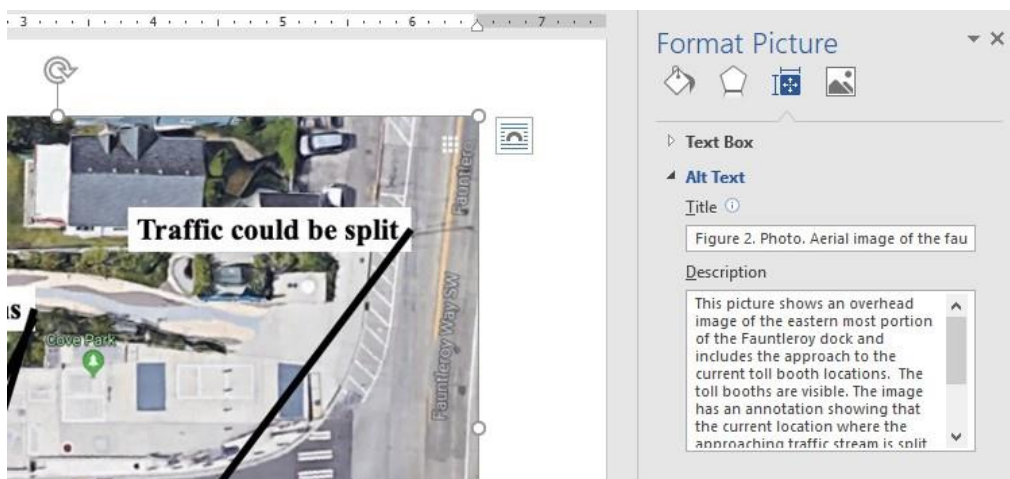 3 4 5 6 7
Format Picture
Text Box
Alt Text
Title
Figure 2. Photo. Aerial image of the fau
Description
This picture shows an overhead
image of the eastern most portion
of the Fauntleroy dock and
includes the approach to the
current toll booth locations. The
toll booths are visible. The image
has an annotation showing that
the current location where the
approaching traffic stream is split
Traffic could be split
Fauntlero
Fauntleroy Way SW
Cove Park
s